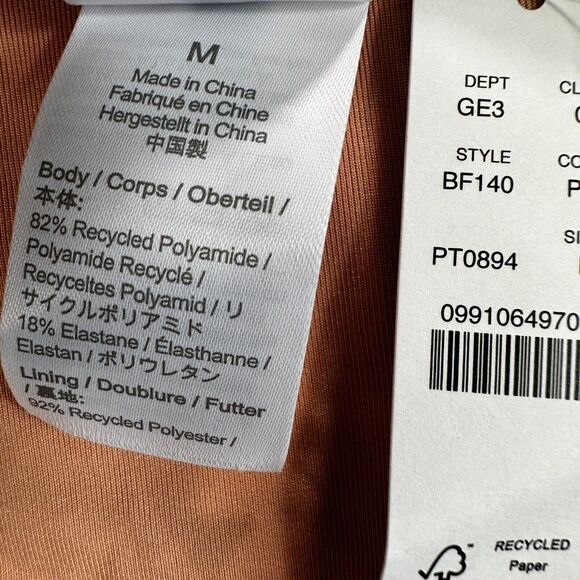 M
Made in China
Fabriqué en Chine
Hergestellt in China
中国製
Body / Corps / Oberteil /
本体:
82% Recycled Polyamide /
Polyamide Recyclé /
Recyceltes Polyamid / リ
サイクルポリアミド
18% Elastane / Élasthanne /
Elastan / ポリウレタン
Lining / Doublure / Futter
/ 裏地:
92% Recycled Polyester /
DEPT
GE3
STYLE
BF140
PT0894
0991064970
RECYCLED
Paper